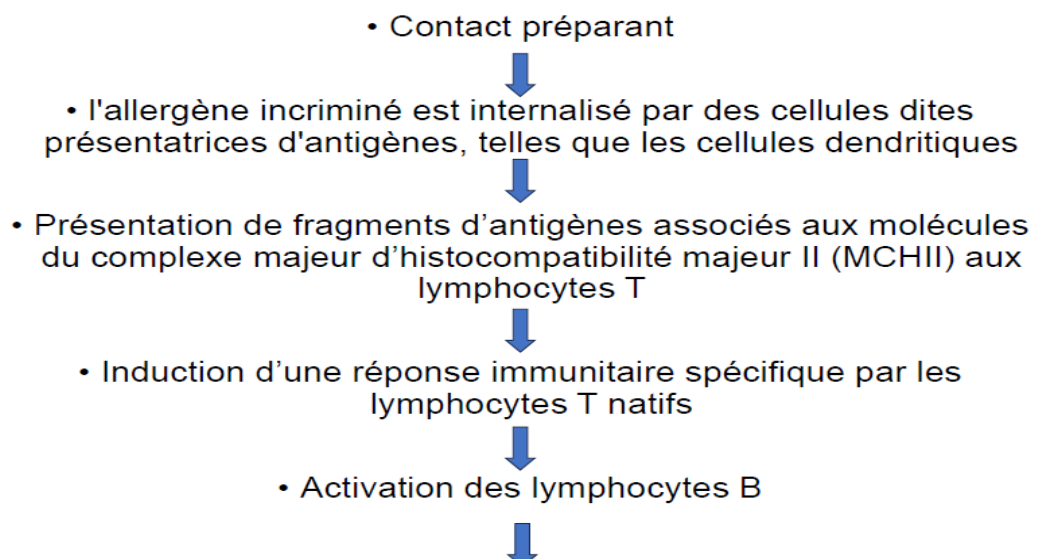 • Contact préparant
• l'allergène incriminé est internalisé par des cellules dites
présentatrices d'antigènes, telles que les cellules dendritiques
• Présentation de fragments d’antigènes associés aux molécules
du complexe majeur d’histocompatibilité majeur II (MCHII) aux
lymphocytes T
• Induction d’une réponse immunitaire spécifique par les
lymphocytes T natifs
• Activation des lymphocytes B